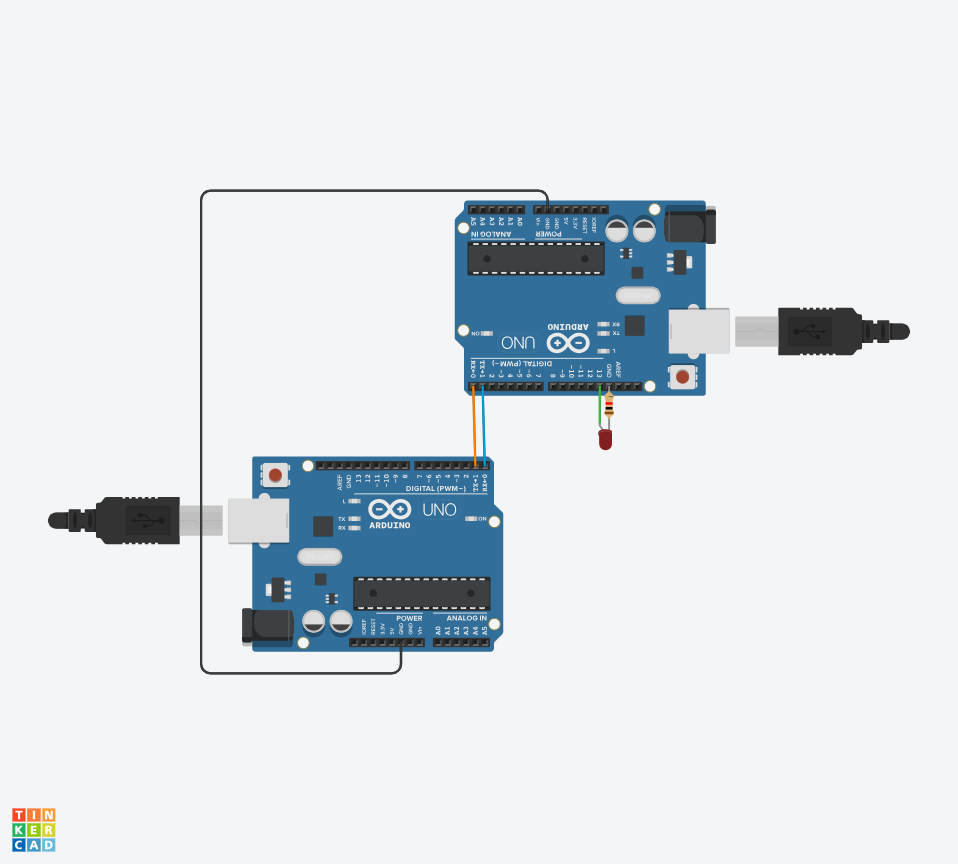 A5 A4 A3 A2 A1 A0
Vin GND GND 5V 3.3V RESET IOREF
ANALOG IN
POWER
RX
TX
L
ON
UNO
ARDUINO
DIGITAL (PWM~)
RX←0 TX→1 2 ~3 4 ~5 ~6 7
8 ~9 ~10 ~11 12 13 GND AREF
AREF GND 13 12 ~11 ~10 ~9 8
7 ~6 ~5 4 ~3 2 TX→1 RX←0
DIGITAL (PWM~)
L
TX
RX
ARDUINO
UNO
ON
POWER
ANALOG IN
IOREF RESET 3.3V 5V GND GND Vin
A0 A1 A2 A3 A4 A5
TIN
KER
CAD